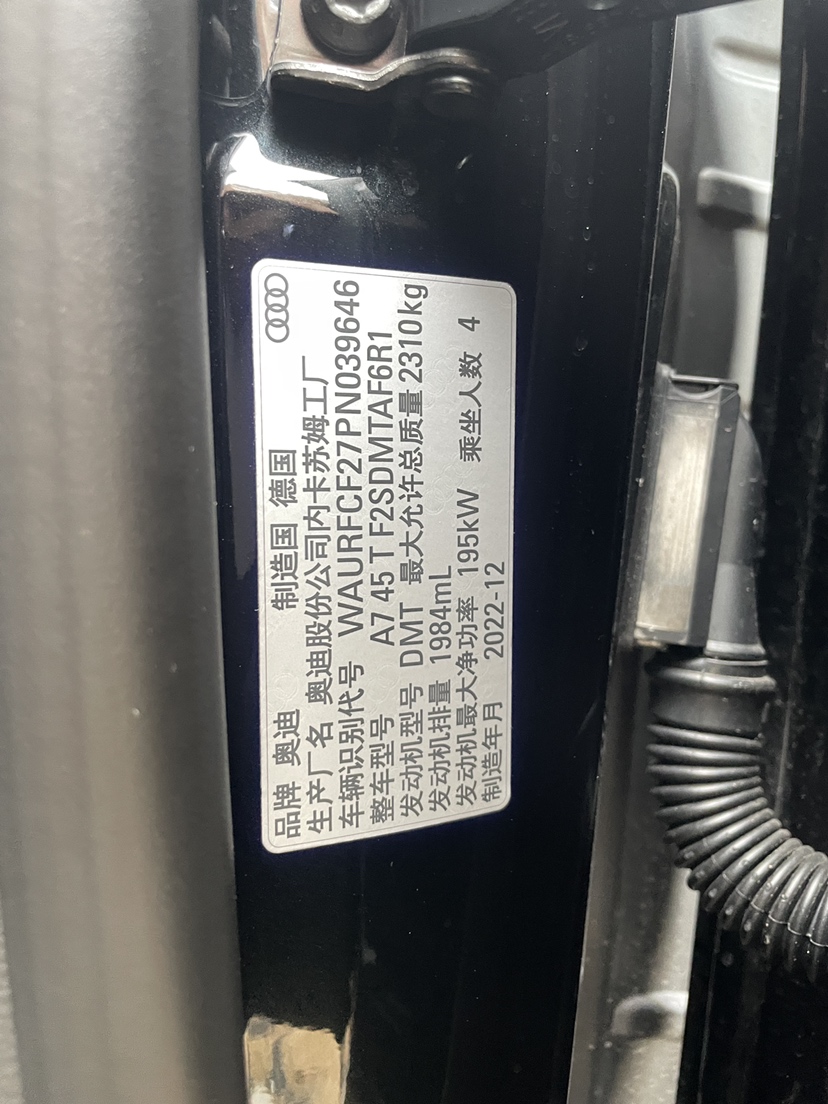 品牌 奥迪 制造国 德国
生产厂名 奥迪股份公司内卡苏姆工厂
车辆识别代号 WAURFCF27PN039646
整车型号 A7 45 T F2SDMTAF6R1
发动机型号 DMT 最大允许总质量 2310kg
发动机排量 1984mL
发动机最大净功率 195kW 乘坐人数 4
制造年月 2022-12